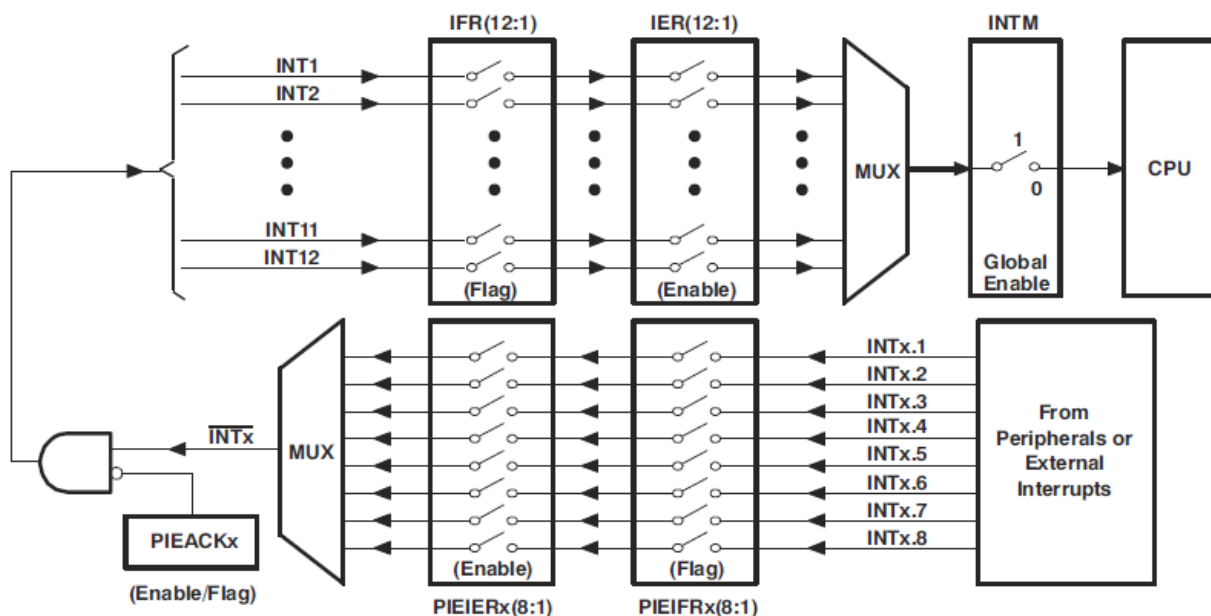 IFR(12:1) IER(12:1) INTM
INT1
INT2
1
MUX CPU
0
INT11
INT12
Global
Enable
(Flag) (Enable)
INTx.1
INTx.2
INTx.3
From
INTx.4
Peripherals or
INTx MUX
INTx.5
External
INTx.6
Interrupts
INTx.7
PIEACKx
INTx.8
(Enable) (Flag)
(Enable/Flag)
PIEIERx(8:1) PIEIFRx(8:1)